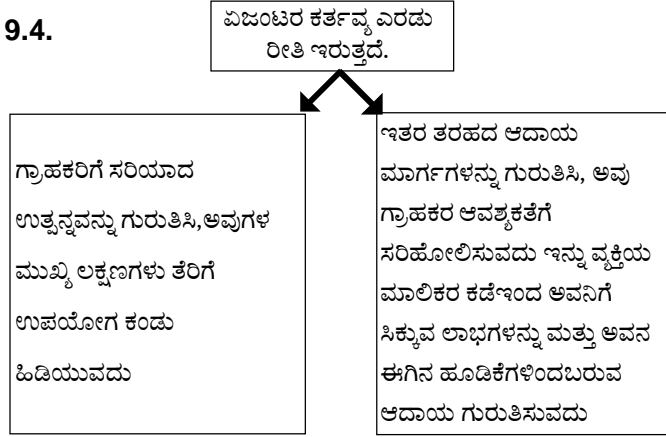 9.4.
ಏಜಂಟರ ಕರ್ತವ್ಯ ಎರಡು
ರೀತಿ ಇರುತ್ತದೆ.
ಗ್ರಾಹಕರಿಗೆ ಸರಿಯಾದ
ಉತ್ಪನ್ನವನ್ನು ಗುರುತಿಸಿ,ಅವುಗಳ
ಮುಖ್ಯ ಲಕ್ಷಣಗಳು ತೆರಿಗೆ
ಉಪಯೋಗ ಕಂಡು
ಹಿಡಿಯುವದು
ಇತರ ತರಹದ ಆದಾಯ
ಮಾರ್ಗಗಳನ್ನು ಗುರುತಿಸಿ, ಅವು
ಗ್ರಾಹಕರ ಆವಶ್ಯಕತೆಗೆ
ಸರಿಹೋಲಿಸುವದು ಇನ್ನು ವ್ಯಕ್ತಿಯ
ಮಾಲಿಕರ ಕಡೆಇಂದ ಅವನಿಗೆ
ಸಿಕ್ಕುವ ಲಾಭಗಳನ್ನು ಮತ್ತು ಅವನ
ಈಗಿನ ಹೂಡಿಕೆಗಳಿಂದಬರುವ
ಆದಾಯ ಗುರುತಿಸುವದು